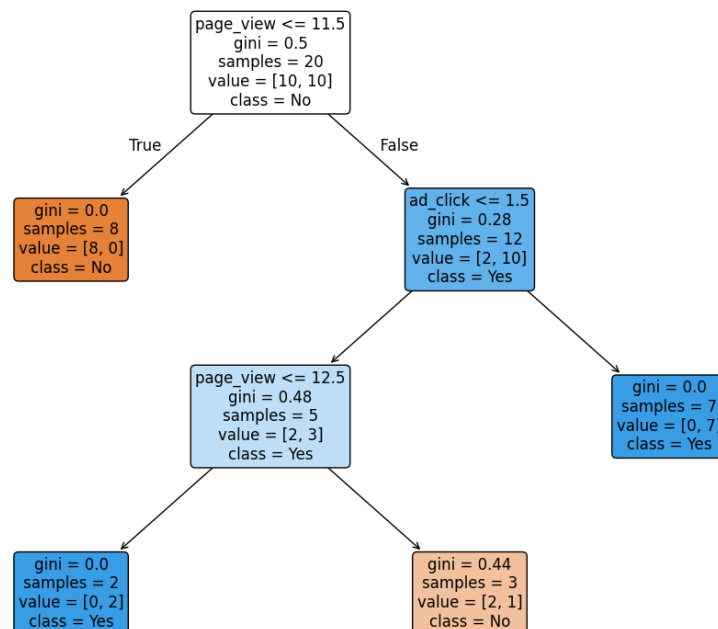 page_view <= 11.5
gini = 0.5
samples = 20
value = [10, 10]
class = No
True
False
gini = 0.0
samples = 8
value = [8, 0]
class = No
ad_click <= 1.5
gini = 0.28
samples = 12
value = [2, 10]
class = Yes
page_view <= 12.5
gini = 0.48
samples = 5
value = [2, 3]
class = Yes
gini = 0.0
samples = 7
value = [0, 7]
class = Yes
gini = 0.0
samples = 2
value = [0, 2]
class = Yes
gini = 0.44
samples = 3
value = [2, 1]
class = No